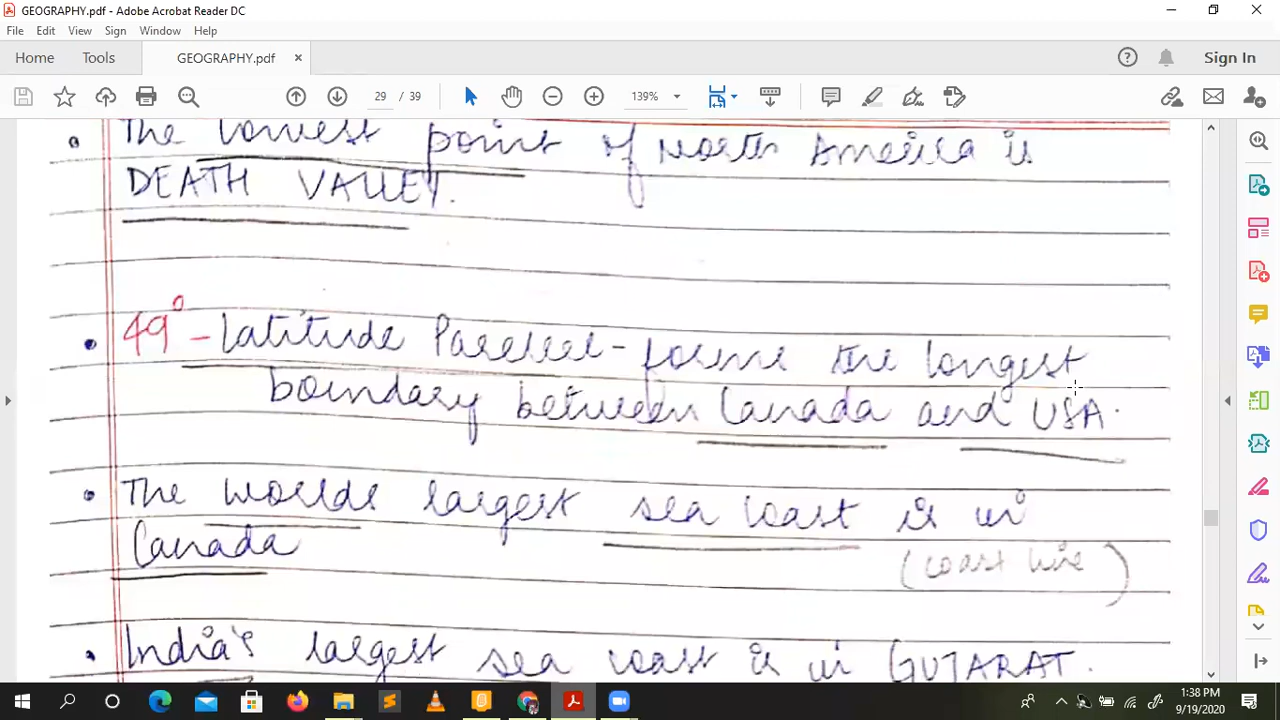 GEOGRAPHY.pdf - Adobe Acrobat Reader DC
File Edit View Sign Window Help
Home Tools GEOGRAPHY.pdf × Sign In
29 / 39 139%
• The lowest point of North America is
DEATH VALLEY.
• 49° - Latitude Parallel - forms the longest
boundary between Canada and USA.
• The worlds largest sea coast is in
Canada (coast line)
• India's largest sea coast is in GUJARAT.
1:38 PM
9/19/2020